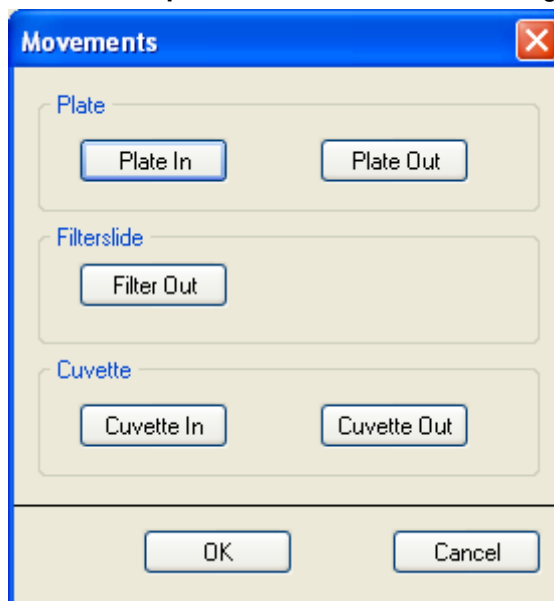 Movements
Plate
Plate In Plate Out
Filterslide
Filter Out
Cuvette
Cuvette In Cuvette Out
OK Cancel